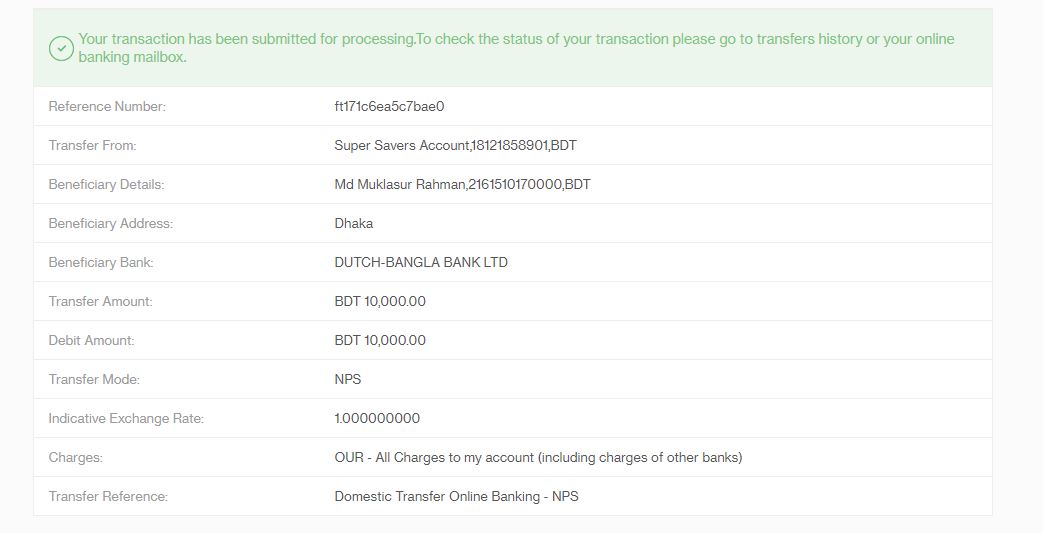 Your transaction has been submitted for processing.To check the status of your transaction please go to transfers history or your online
banking mailbox.
Reference Number: ft171c6ea5c7bae0
Transfer From: Super Savers Account,18121858901,BDT
Beneficiary Details: Md Muklasur Rahman,2161510170000,BDT
Beneficiary Address: Dhaka
Beneficiary Bank: DUTCH-BANGLA BANK LTD
Transfer Amount: BDT 10,000.00
Debit Amount: BDT 10,000.00
Transfer Mode: NPS
Indicative Exchange Rate: 1.000000000
Charges: OUR - All Charges to my account (including charges of other banks)
Transfer Reference: Domestic Transfer Online Banking - NPS